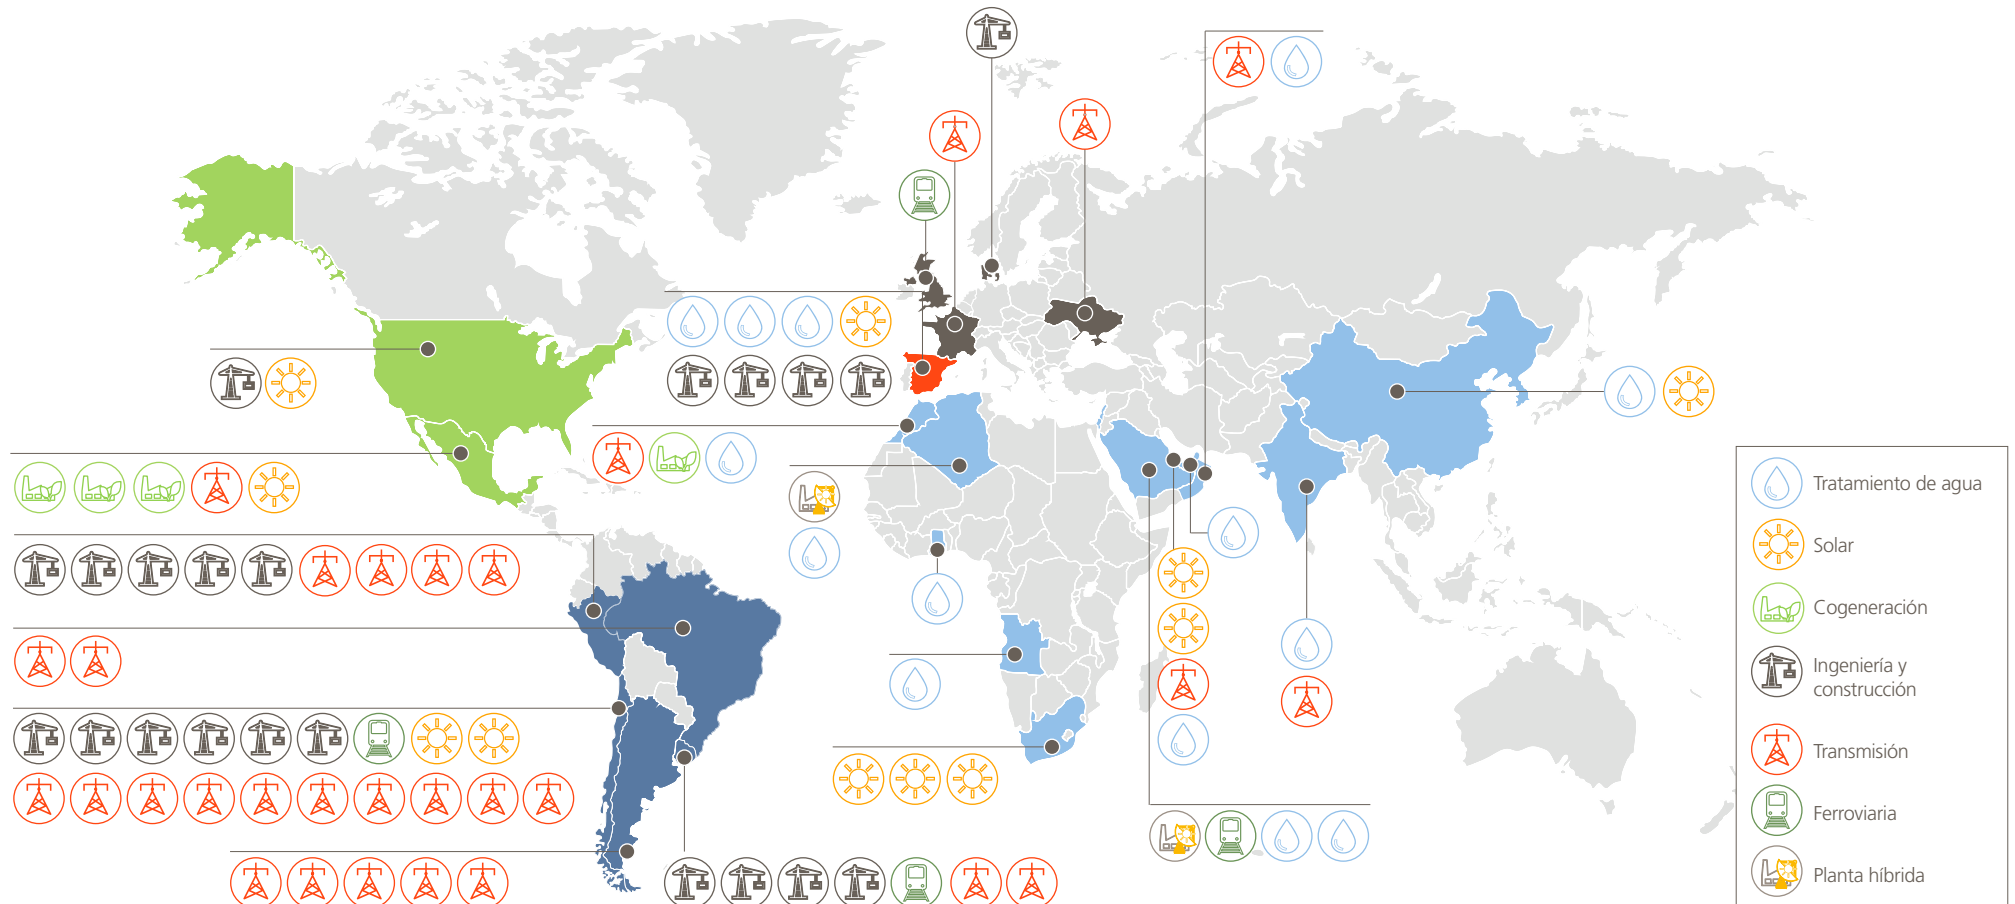 Tratamiento de agua
Solar
Cogeneración
Ingeniería y
construcción
Transmisión
Ferroviaria
Planta híbrida